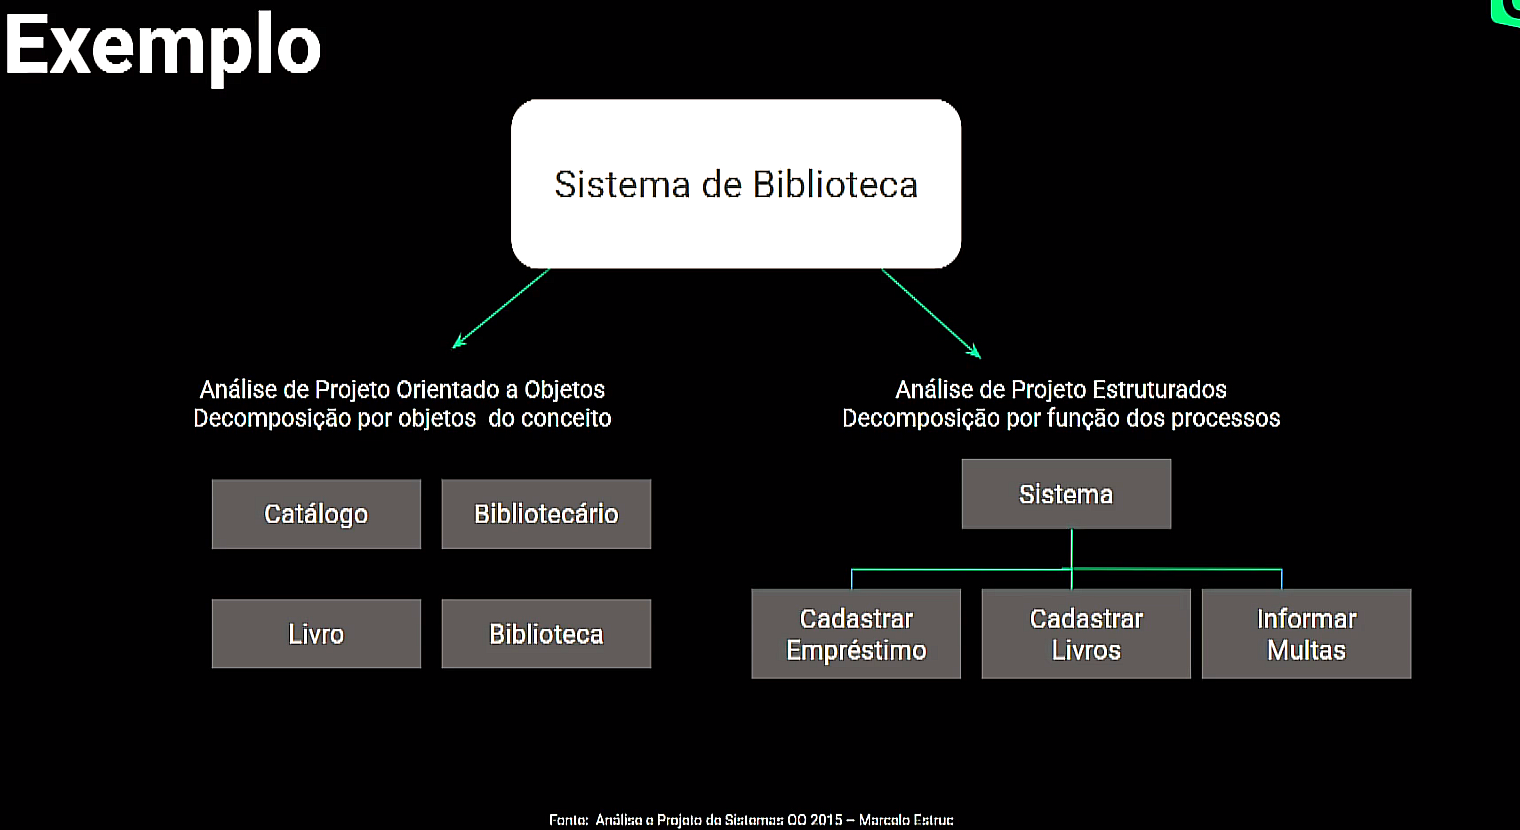 Exemplo
Sistema de Biblioteca
Análise de Projeto Orientado a Objetos
Decomposição por objetos do conceito
Análise de Projeto Estruturados
Decomposição por função dos processos
Catálogo
Bibliotecário
Livro
Biblioteca
Sistema
Cadastrar
Empréstimo
Cadastrar
Livros
Informar
Multas
Fonte: Análise e Projeto de Sistemas OO 2015 – Marcelo Estruc